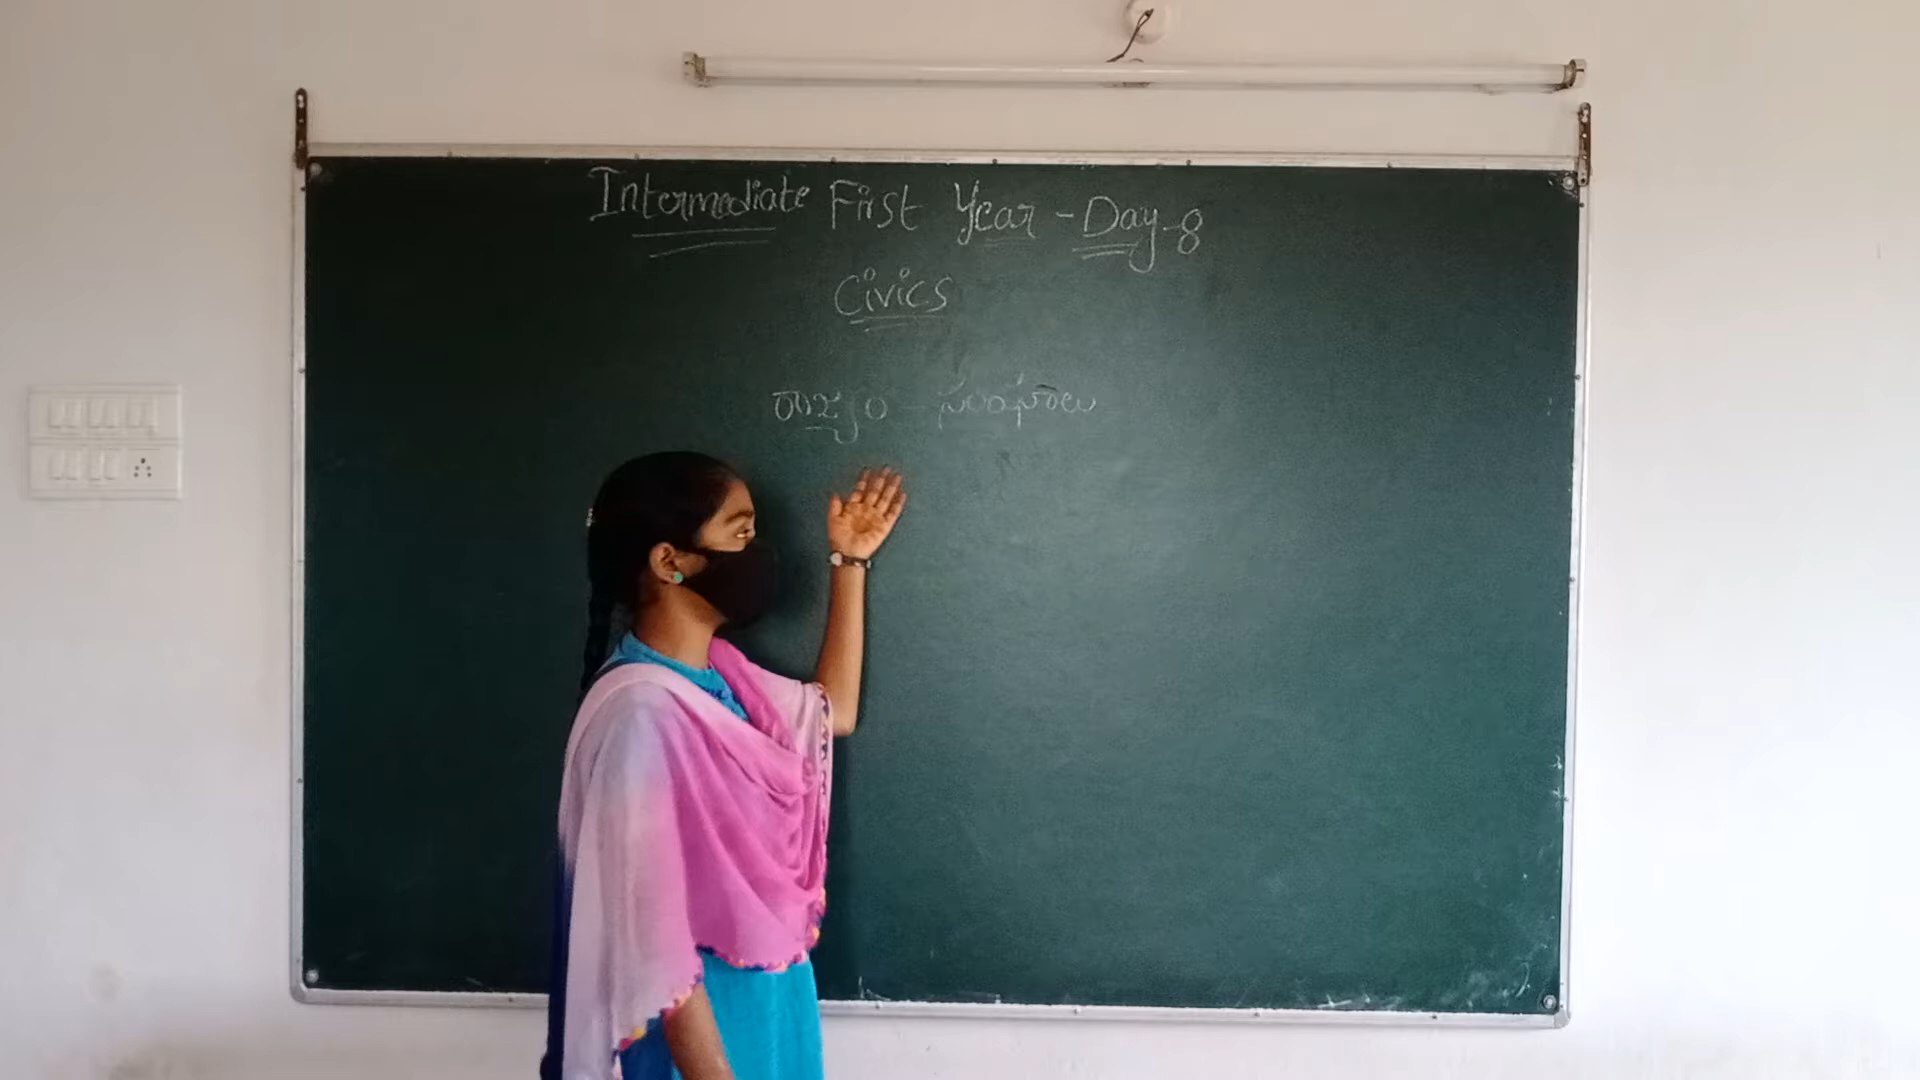 Intermediate First Year - Day-8
Civics
రాజ్యం - సంఘాలు